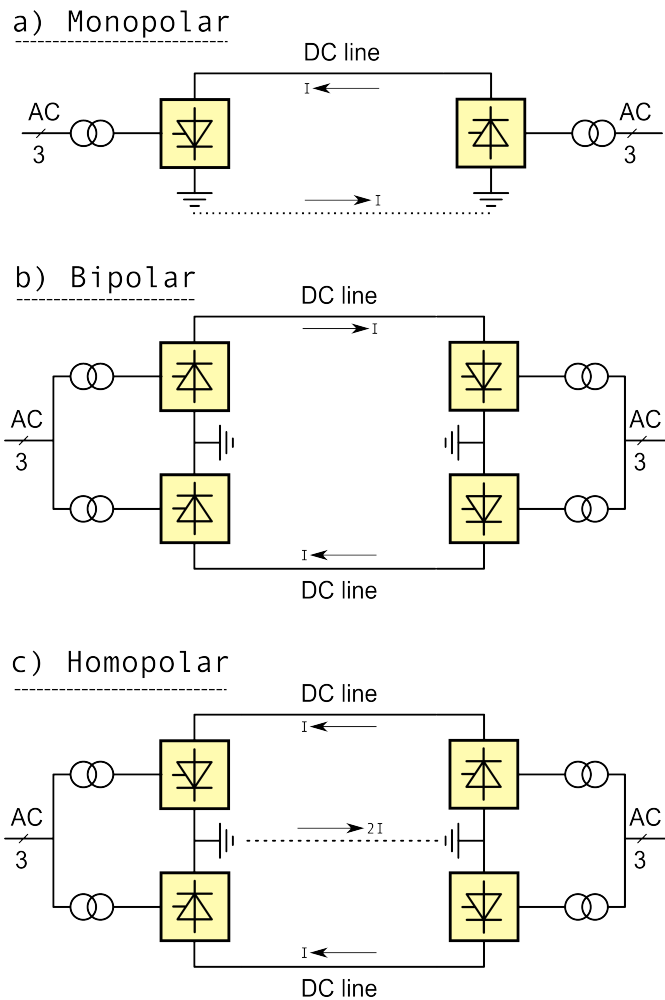 a) Monopolar
DC line
I
AC
AC
3
3
I
b) Bipolar
DC line
I
AC
AC
3
3
I
DC line
c) Homopolar
DC line
I
AC
2I
AC
3
3
I
DC line